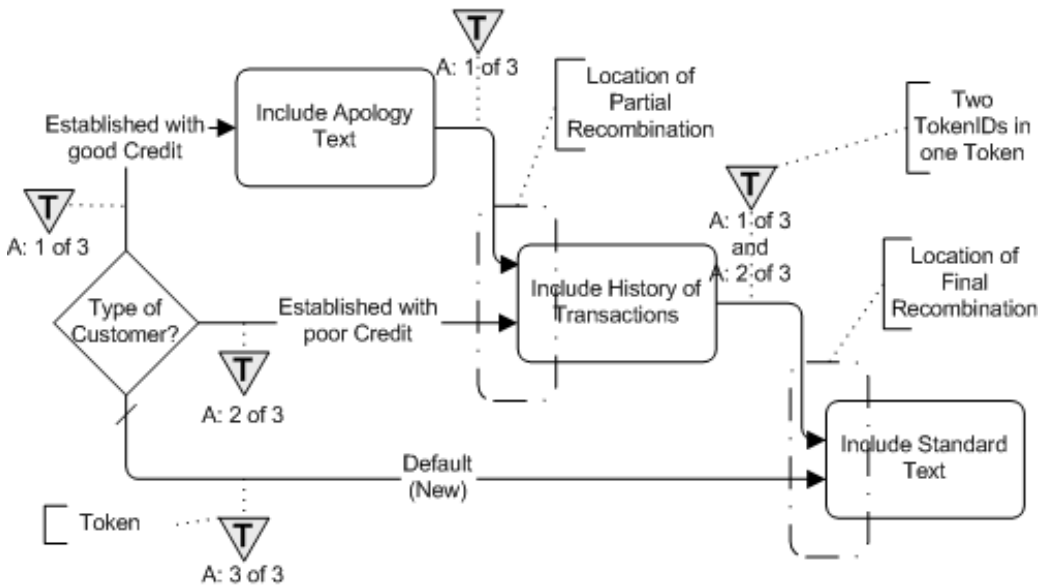 T
A: 1 of 3
Location of
Partial
Recombination
Two
TokenIDs in
one Token
Include Apology
Text
Established with
good Credit
T
A: 1 of 3
T
A: 1 of 3
and
A: 2 of 3
Location of
Final
Recombination
Type of
Customer?
Established with
poor Credit
Include History of
Transactions
T
A: 2 of 3
Include Standard
Text
Default
(New)
Token
T
A: 3 of 3